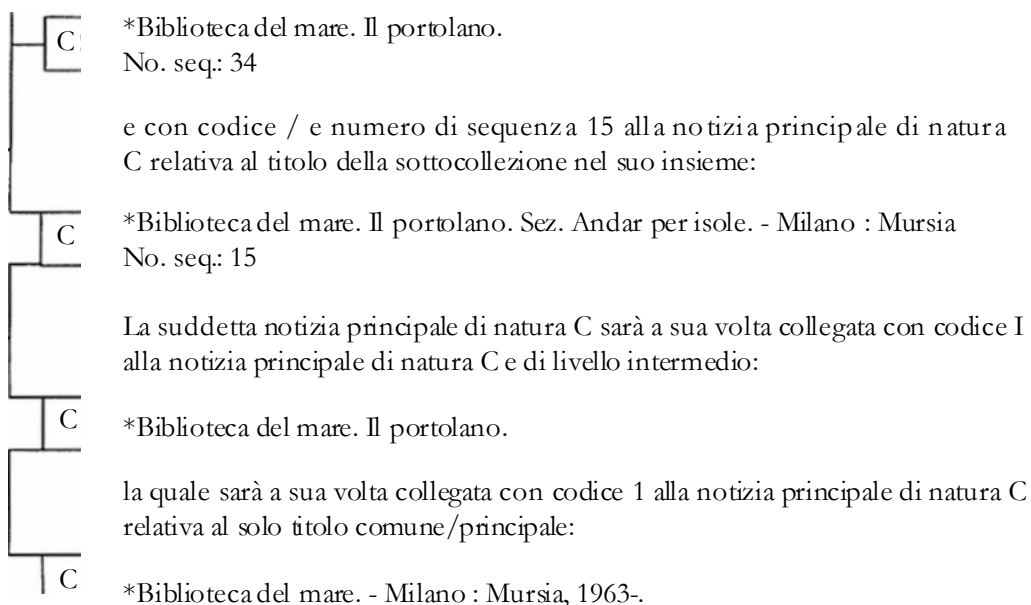 C *Biblioteca del mare. Il portolano.
No. seq.: 34
e con codice / e numero di sequenza 15 alla notizia principale di natura
C relativa al titolo della sottocollezione nel suo insieme:
C *Biblioteca del mare. Il portolano. Sez. Andar per isole. - Milano : Mursia
No. seq.: 15
La suddetta notizia principale di natura C sarà a sua volta collegata con codice I
alla notizia principale di natura C e di livello intermedio:
C *Biblioteca del mare. Il portolano.
la quale sarà a sua volta collegata con codice 1 alla notizia principale di natura C
relativa al solo titolo comune/principale:
C *Biblioteca del mare. - Milano : Mursia, 1963-.